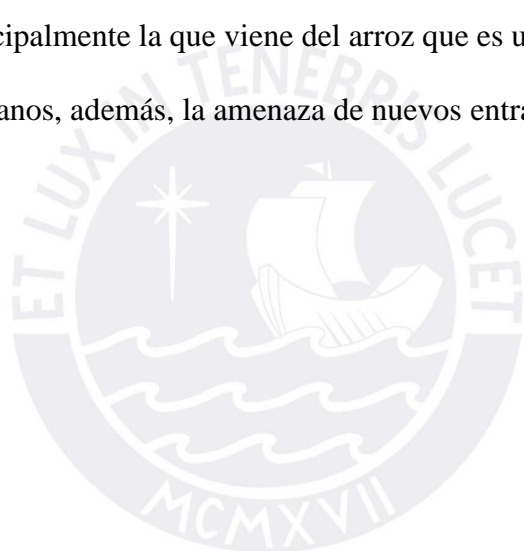 cipalmente la que viene del arroz que es u
anos, además, la amenaza de nuevos entra
ET LUX IN TENEBRIS LUCET
MCMXVII